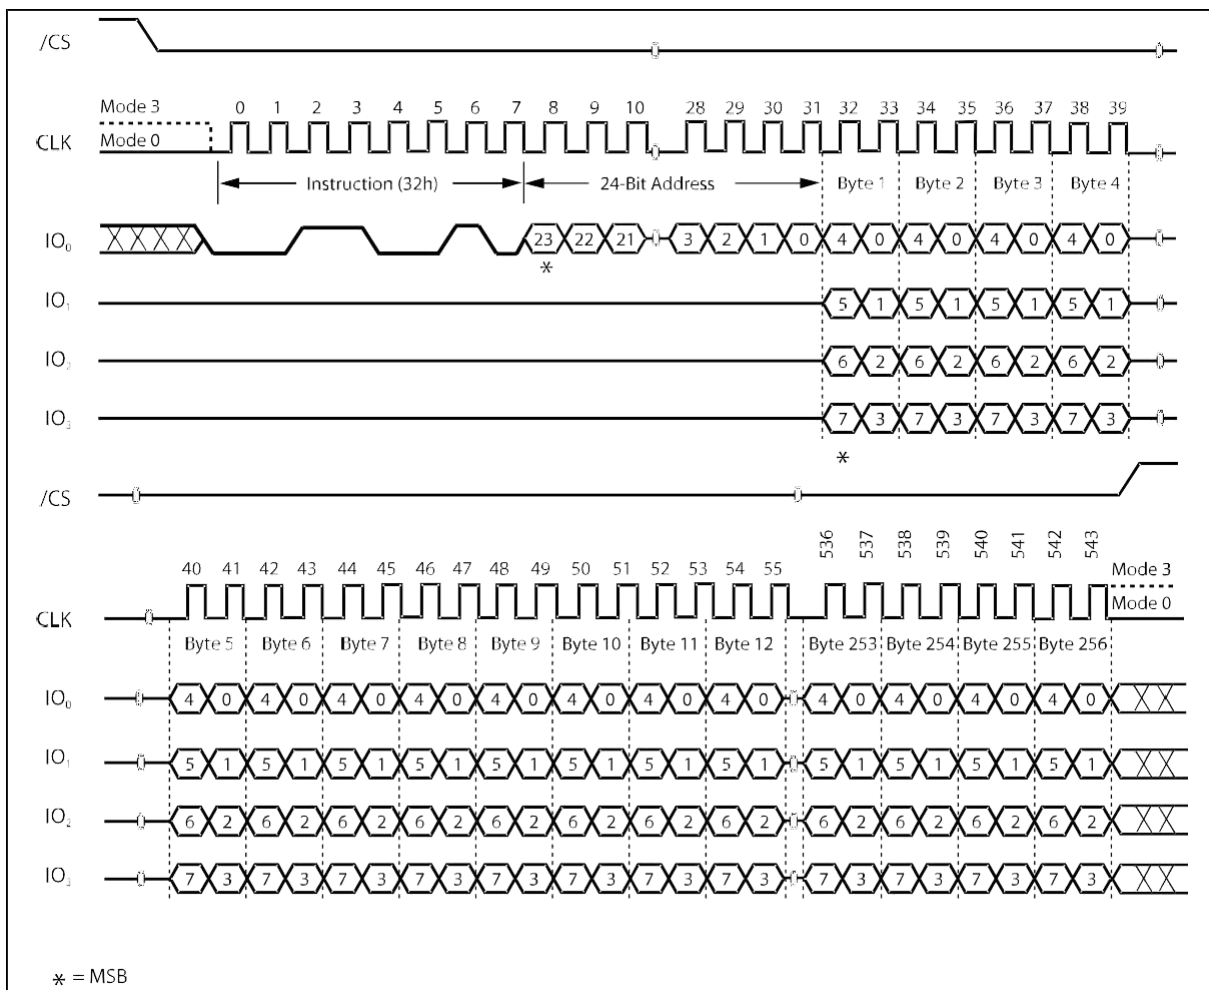 /CS
Mode 3
0 1 2 3 4 5 6 7 8 9 10 28 29 30 31 32 33 34 35 36 37 38 39
CLK Mode 0
Instruction (32h) 24-Bit Address Byte 1 Byte 2 Byte 3 Byte 4
IO0 23 22 21 3 2 1 0 4 0 4 0 4 0 4 0
*
IO1 5 1 5 1 5 1 5 1
IO2 6 2 6 2 6 2 6 2
IO3 7 3 7 3 7 3 7 3
*
/CS
40 41 42 43 44 45 46 47 48 49 50 51 52 53 54 55 536 537 538 539 540 541 542 543
Mode 3
CLK Mode 0
Byte 5 Byte 6 Byte 7 Byte 8 Byte 9 Byte 10 Byte 11 Byte 12 Byte 253 Byte 254 Byte 255 Byte 256
IO0 4 0 4 0 4 0 4 0 4 0 4 0 4 0 4 0 4 0 4 0 4 0 4 0
IO1 5 1 5 1 5 1 5 1 5 1 5 1 5 1 5 1 5 1 5 1 5 1 5 1
IO2 6 2 6 2 6 2 6 2 6 2 6 2 6 2 6 2 6 2 6 2 6 2 6 2
IO3 7 3 7 3 7 3 7 3 7 3 7 3 7 3 7 3 7 3 7 3 7 3 7 3
* = MSB